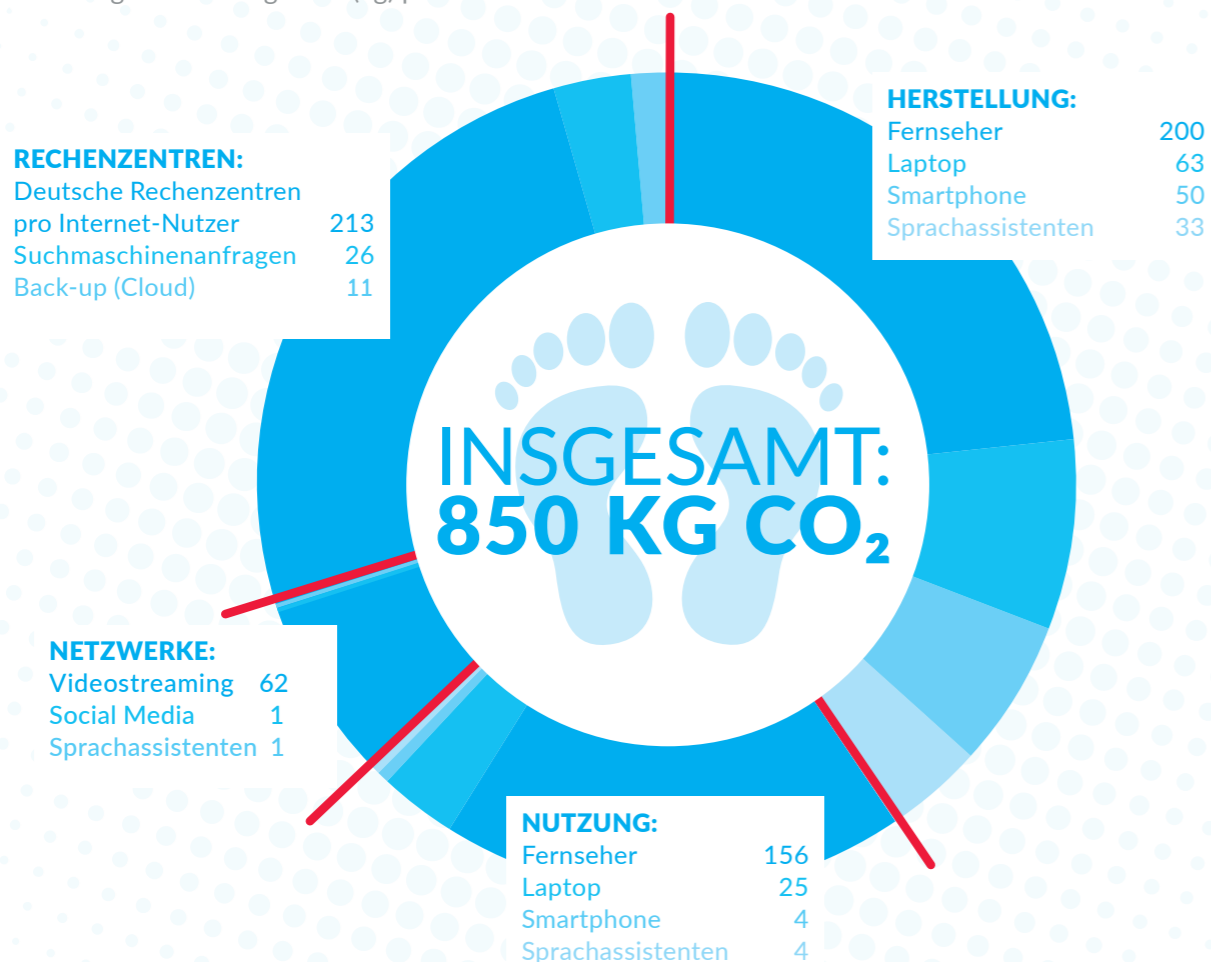 HERSTELLUNG:
Fernseher 200
Laptop 63
Smartphone 50
Sprachassistenten 33
RECHENZENTREN:
Deutsche Rechenzentren
pro Internet-Nutzer 213
Suchmaschinenanfragen 26
Back-up (Cloud) 11
INSGESAMT:
850 KG CO₂
NETZWERKE:
Videostreaming 62
Social Media 1
Sprachassistenten 1
NUTZUNG:
Fernseher 156
Laptop 25
Smartphone 4
Sprachassistenten 4